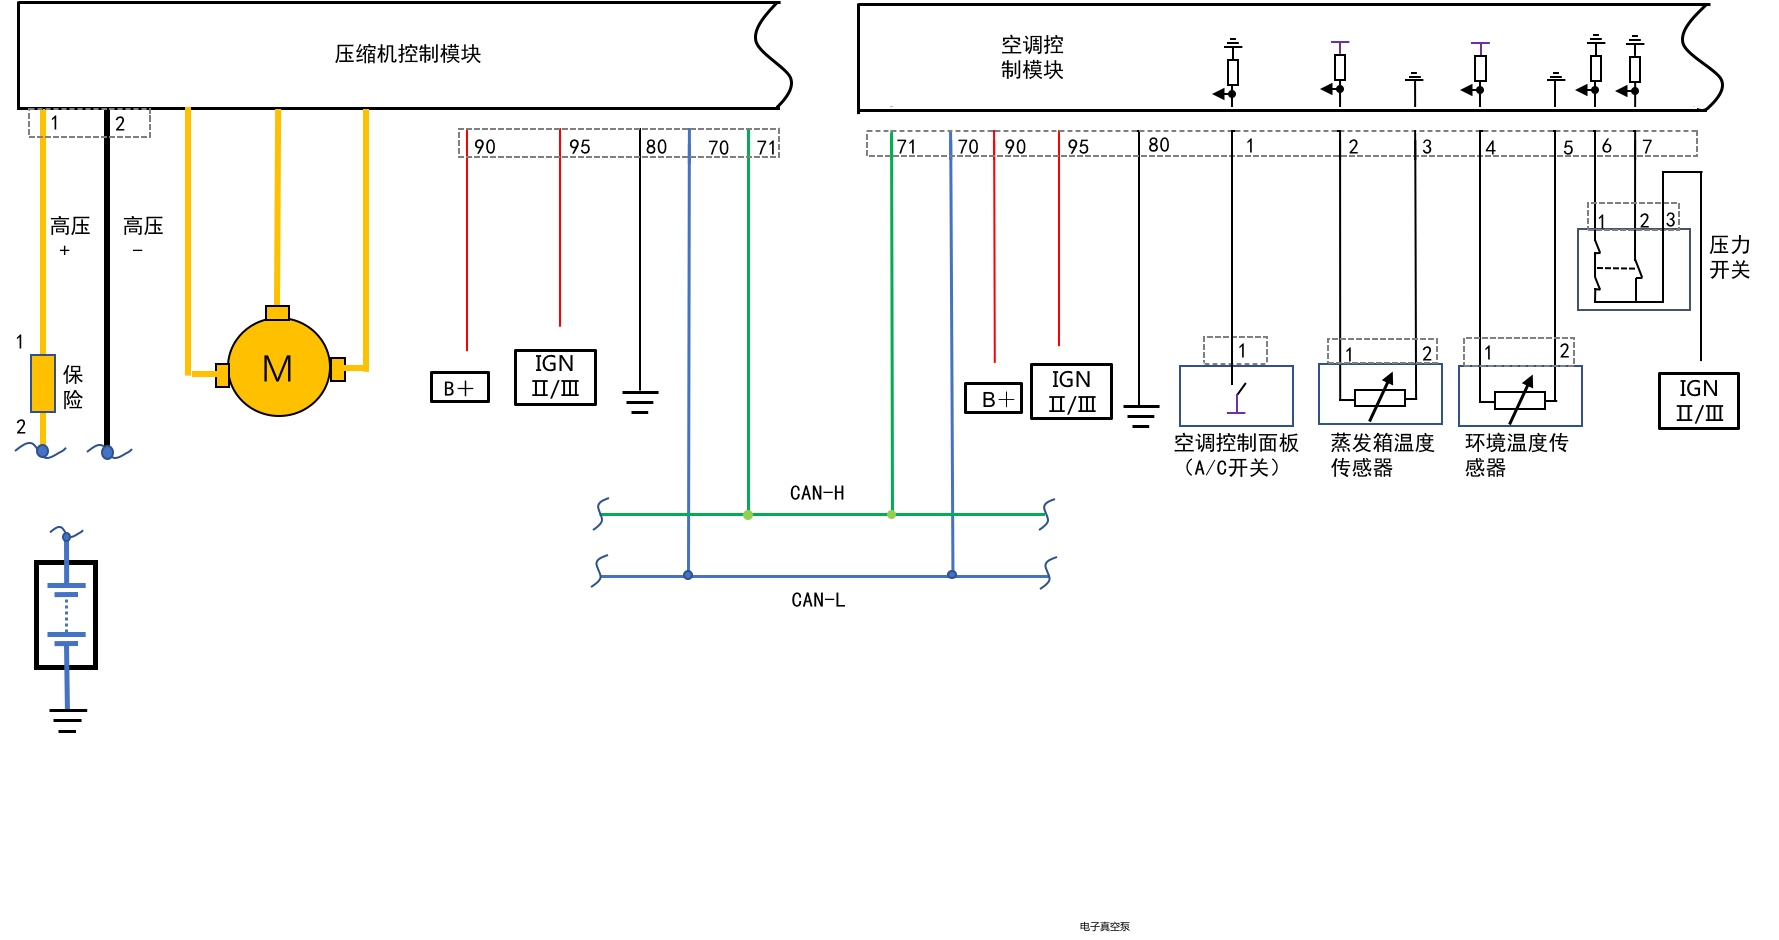 压缩机控制模块
空调控
制模块
1
2
90
95
80
70
71
71
70
90
95
80
1
2
3
4
5
6
7
高压
+
高压
-
1
2
3
压力
开关
1
保
险
2
M
B+
IGN
II/III
B+
IGN
II/III
1
1
2
1
2
IGN
II/III
空调控制面板
(A/C开关)
蒸发箱温度
传感器
环境温度传
感器
CAN-H
CAN-L
电子真空泵